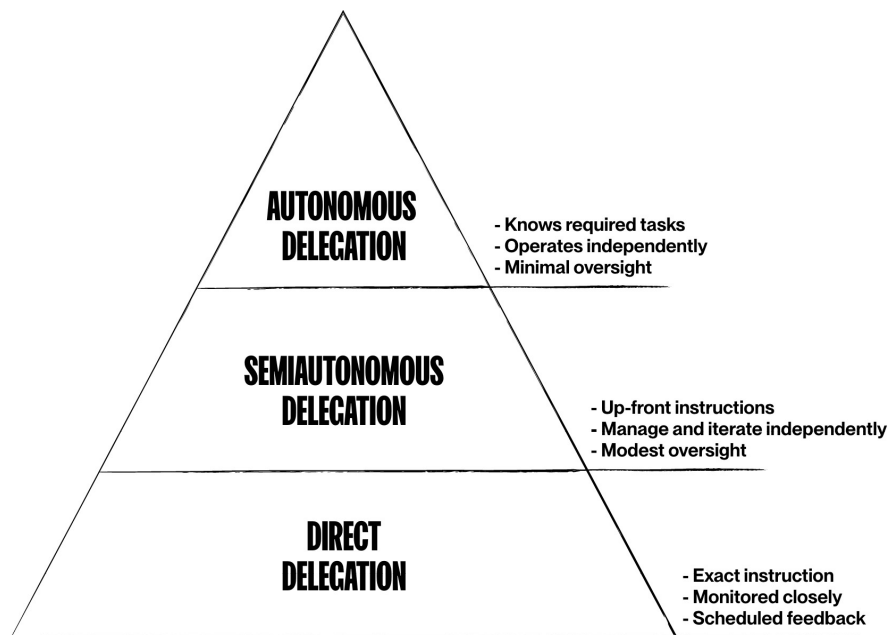 AUTONOMOUS
DELEGATION
- Knows required tasks
- Operates independently
- Minimal oversight
SEMIAUTONOMOUS
DELEGATION
- Up-front instructions
- Manage and iterate independently
- Modest oversight
DIRECT
DELEGATION
- Exact instruction
- Monitored closely
- Scheduled feedback